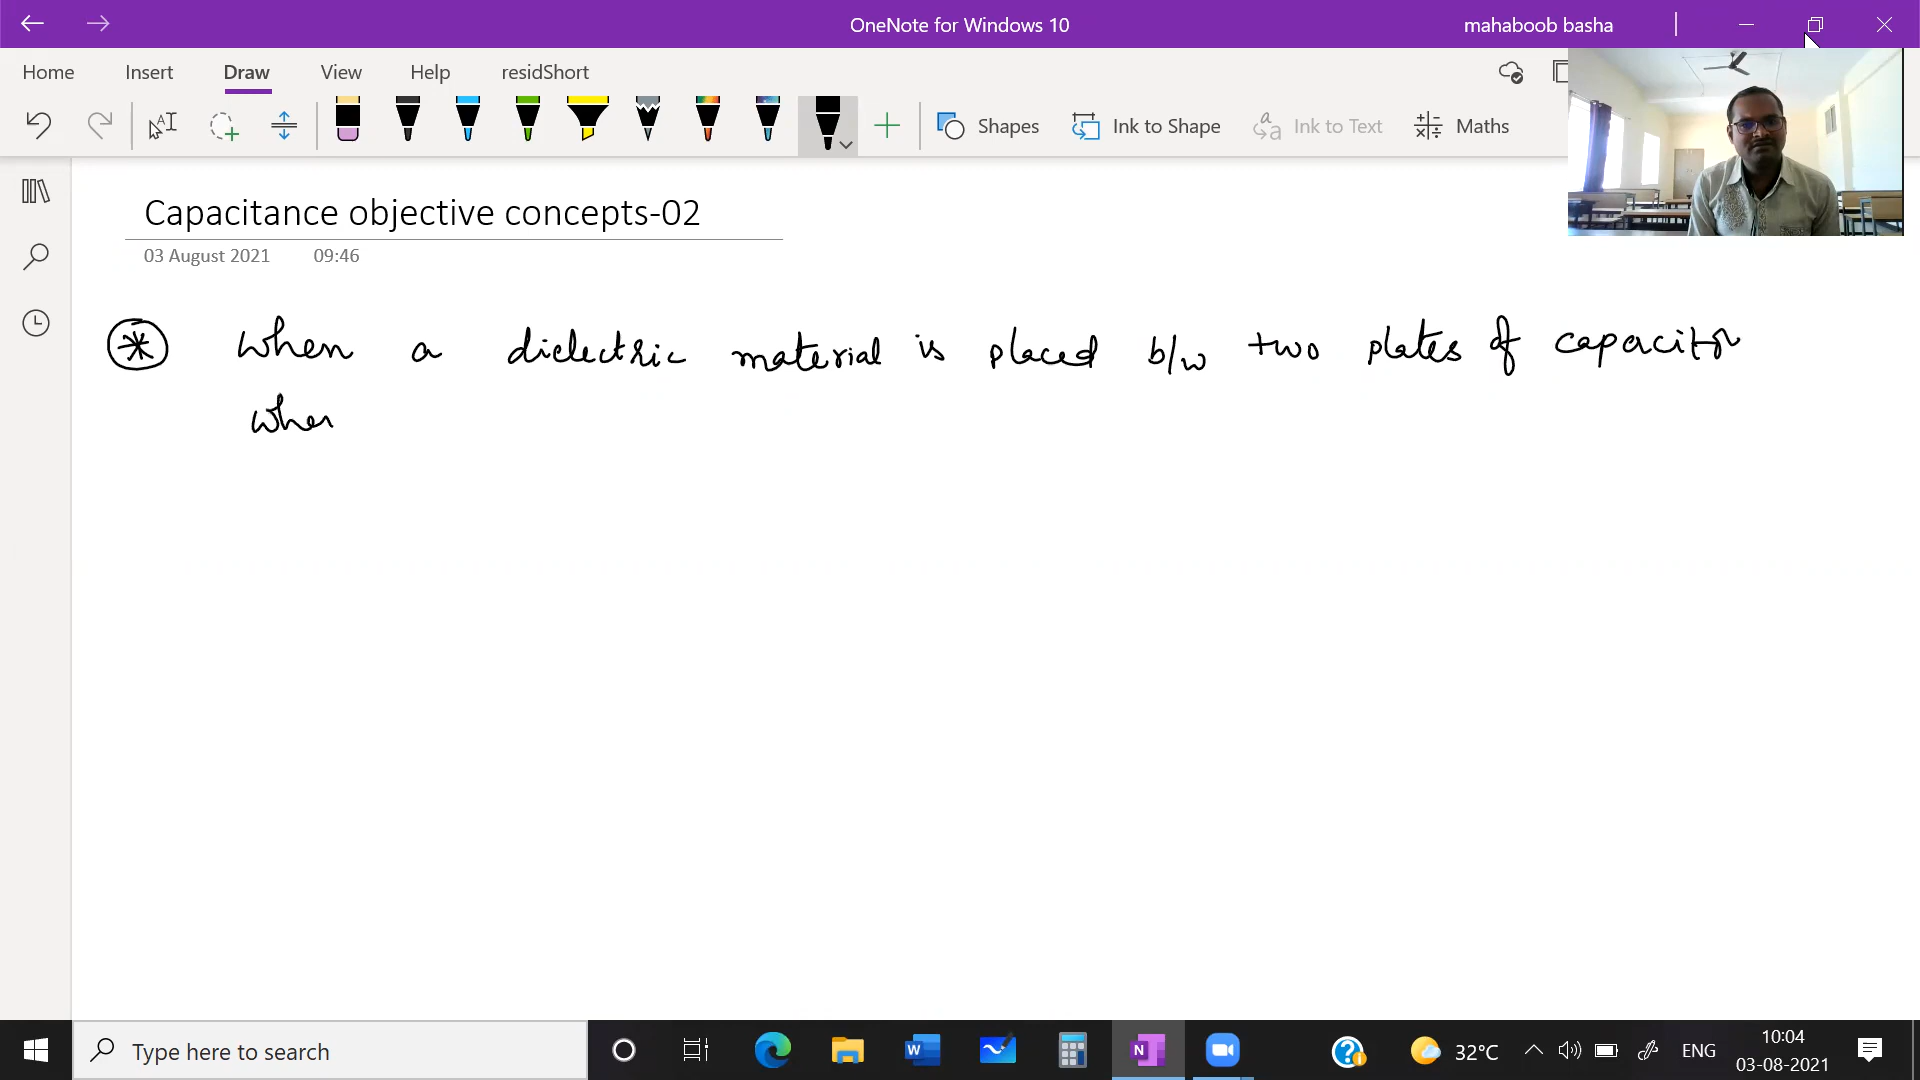 OneNote for Windows 10
mahaboob basha
Home Insert Draw View Help residShort
Shapes Ink to Shape Ink to Text Maths
Capacitance objective concepts-02
03 August 2021 09:46
When a dielectric material is placed b/w two plates of capacitor
when
Type here to search
32°C ENG 10:04
03-08-2021